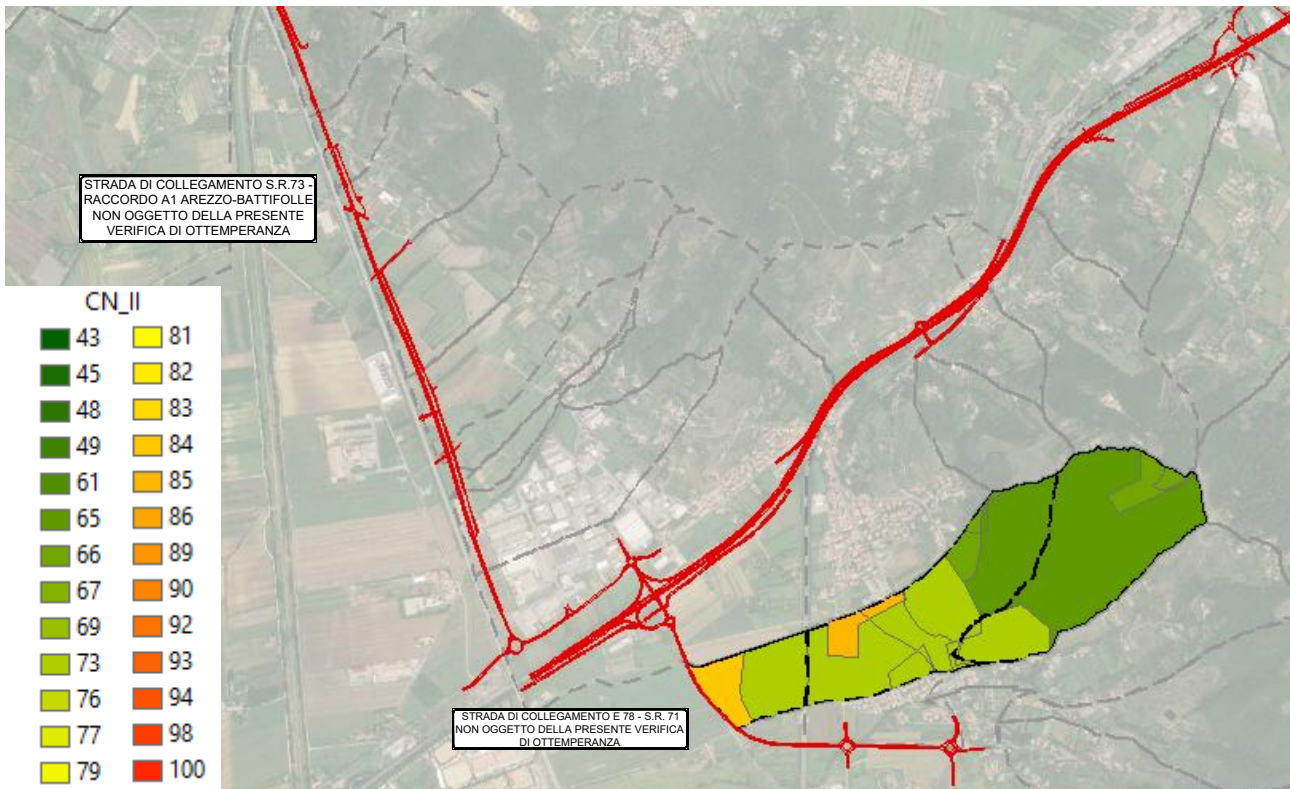 STRADA DI COLLEGAMENTO S.R.73 -
RACCORDO A1 AREZZO-BATTIFOLLE
NON OGGETTO DELLA PRESENTE
VERIFICA DI OTTEMPERANZA
CN_II
43 81
45 82
48 83
49 84
61 85
65 86
66 89
67 90
69 92
73 93
76 94
77 98
79 100
STRADA DI COLLEGAMENTO E 78 - S.R. 71
NON OGGETTO DELLA PRESENTE VERIFICA
DI OTTEMPERANZA